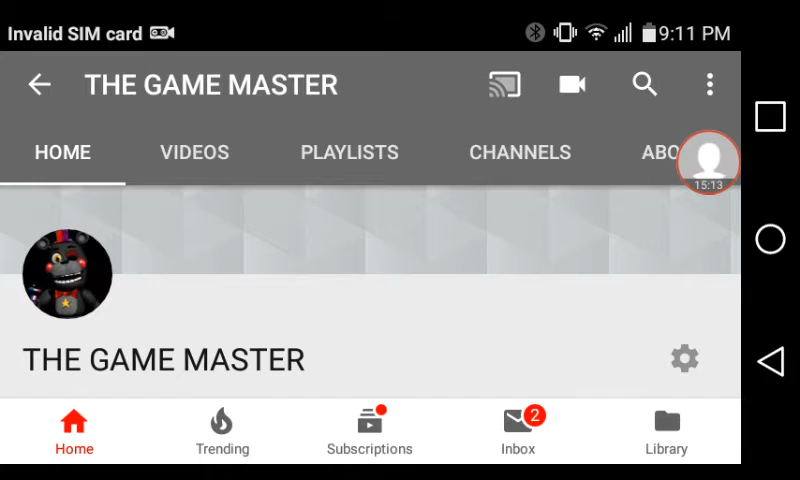 Invalid SIM card 9:11 PM
THE GAME MASTER
HOME VIDEOS PLAYLISTS CHANNELS ABO
15:13
THE GAME MASTER
2
Home Trending Subscriptions Inbox Library